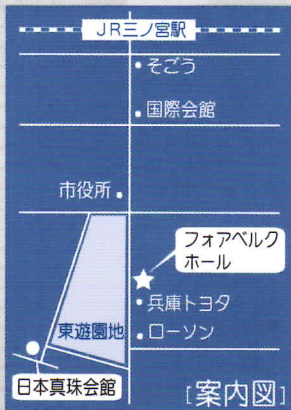 JR三ノ宮駅
そごう
国際会館
市役所
フォアベルク
ホール
兵庫トヨタ
東遊園地
ローソン
日本真珠会館
[案内図]